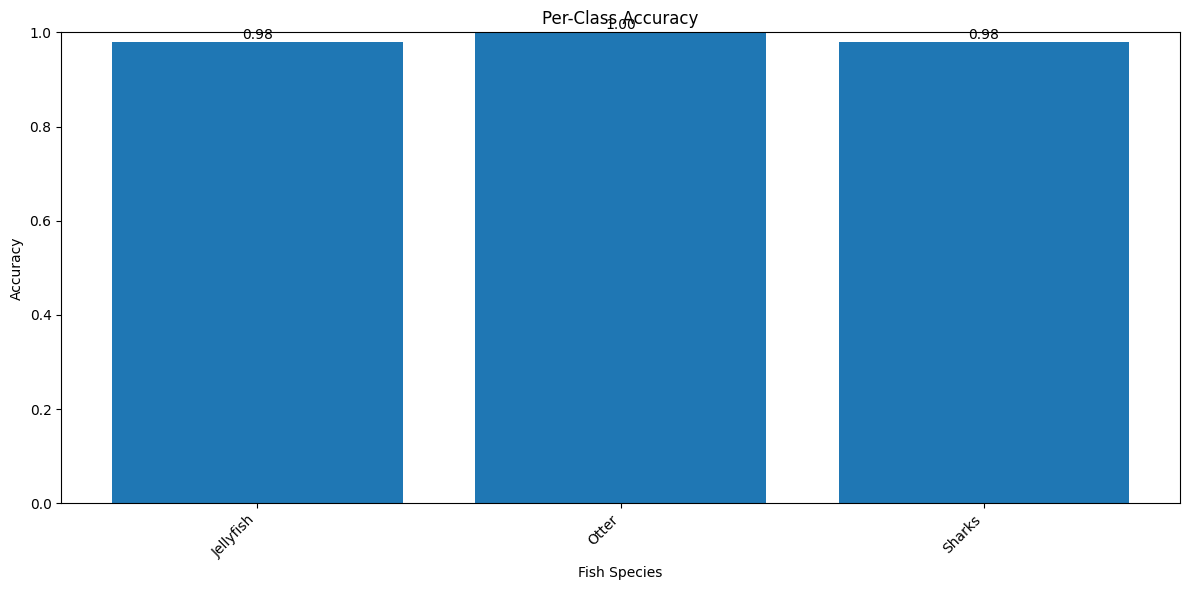 Per-Class Accuracy
0.98
1.00
0.98
1.0
0.8
0.6
0.4
0.2
0.0
Accuracy
Jellyfish
Otter
Sharks
Fish Species